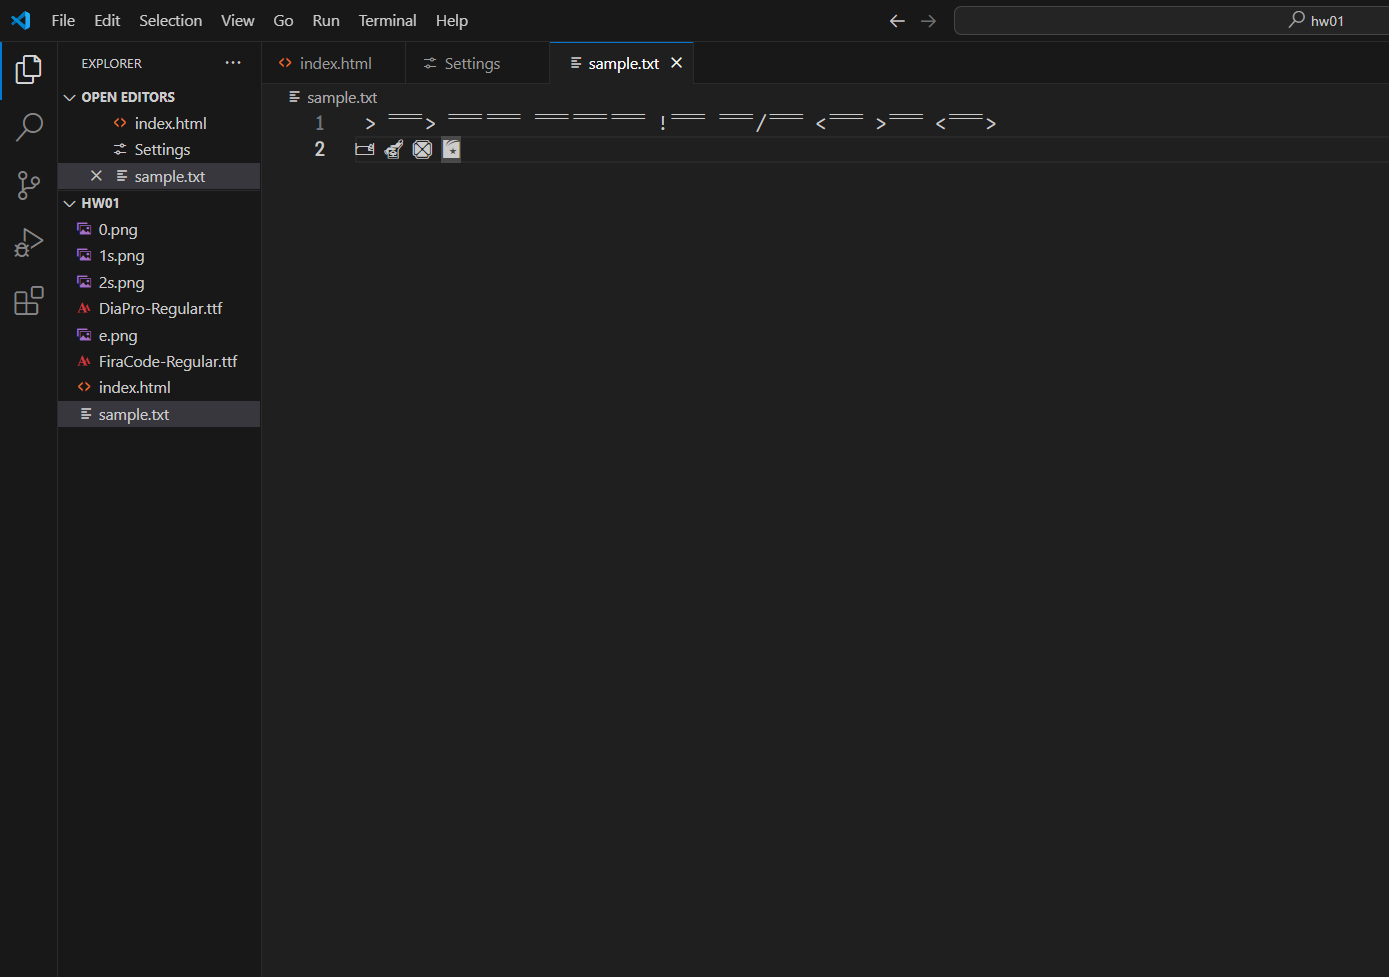 File Edit Selection View Go Run Terminal Help
hw01
EXPLORER ···
index.html
Settings
sample.txt
OPEN EDITORS
index.html
Settings
sample.txt
HW01
0.png
1s.png
2s.png
DiaPro-Regular.ttf
e.png
FiraCode-Regular.ttf
index.html
sample.txt
sample.txt
1
2